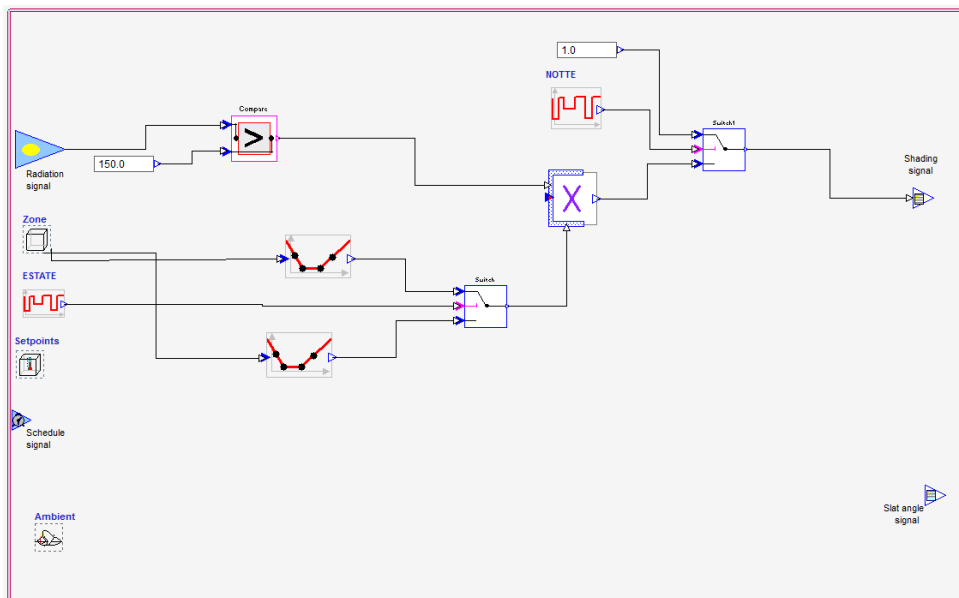 1.0
NOTTE
Compare
>
Switch1
150.0
Radiation
signal
Shading
signal
X
Zone
ESTATE
Switch
Setpoints
Schedule
signal
Slat angle
signal
Ambient